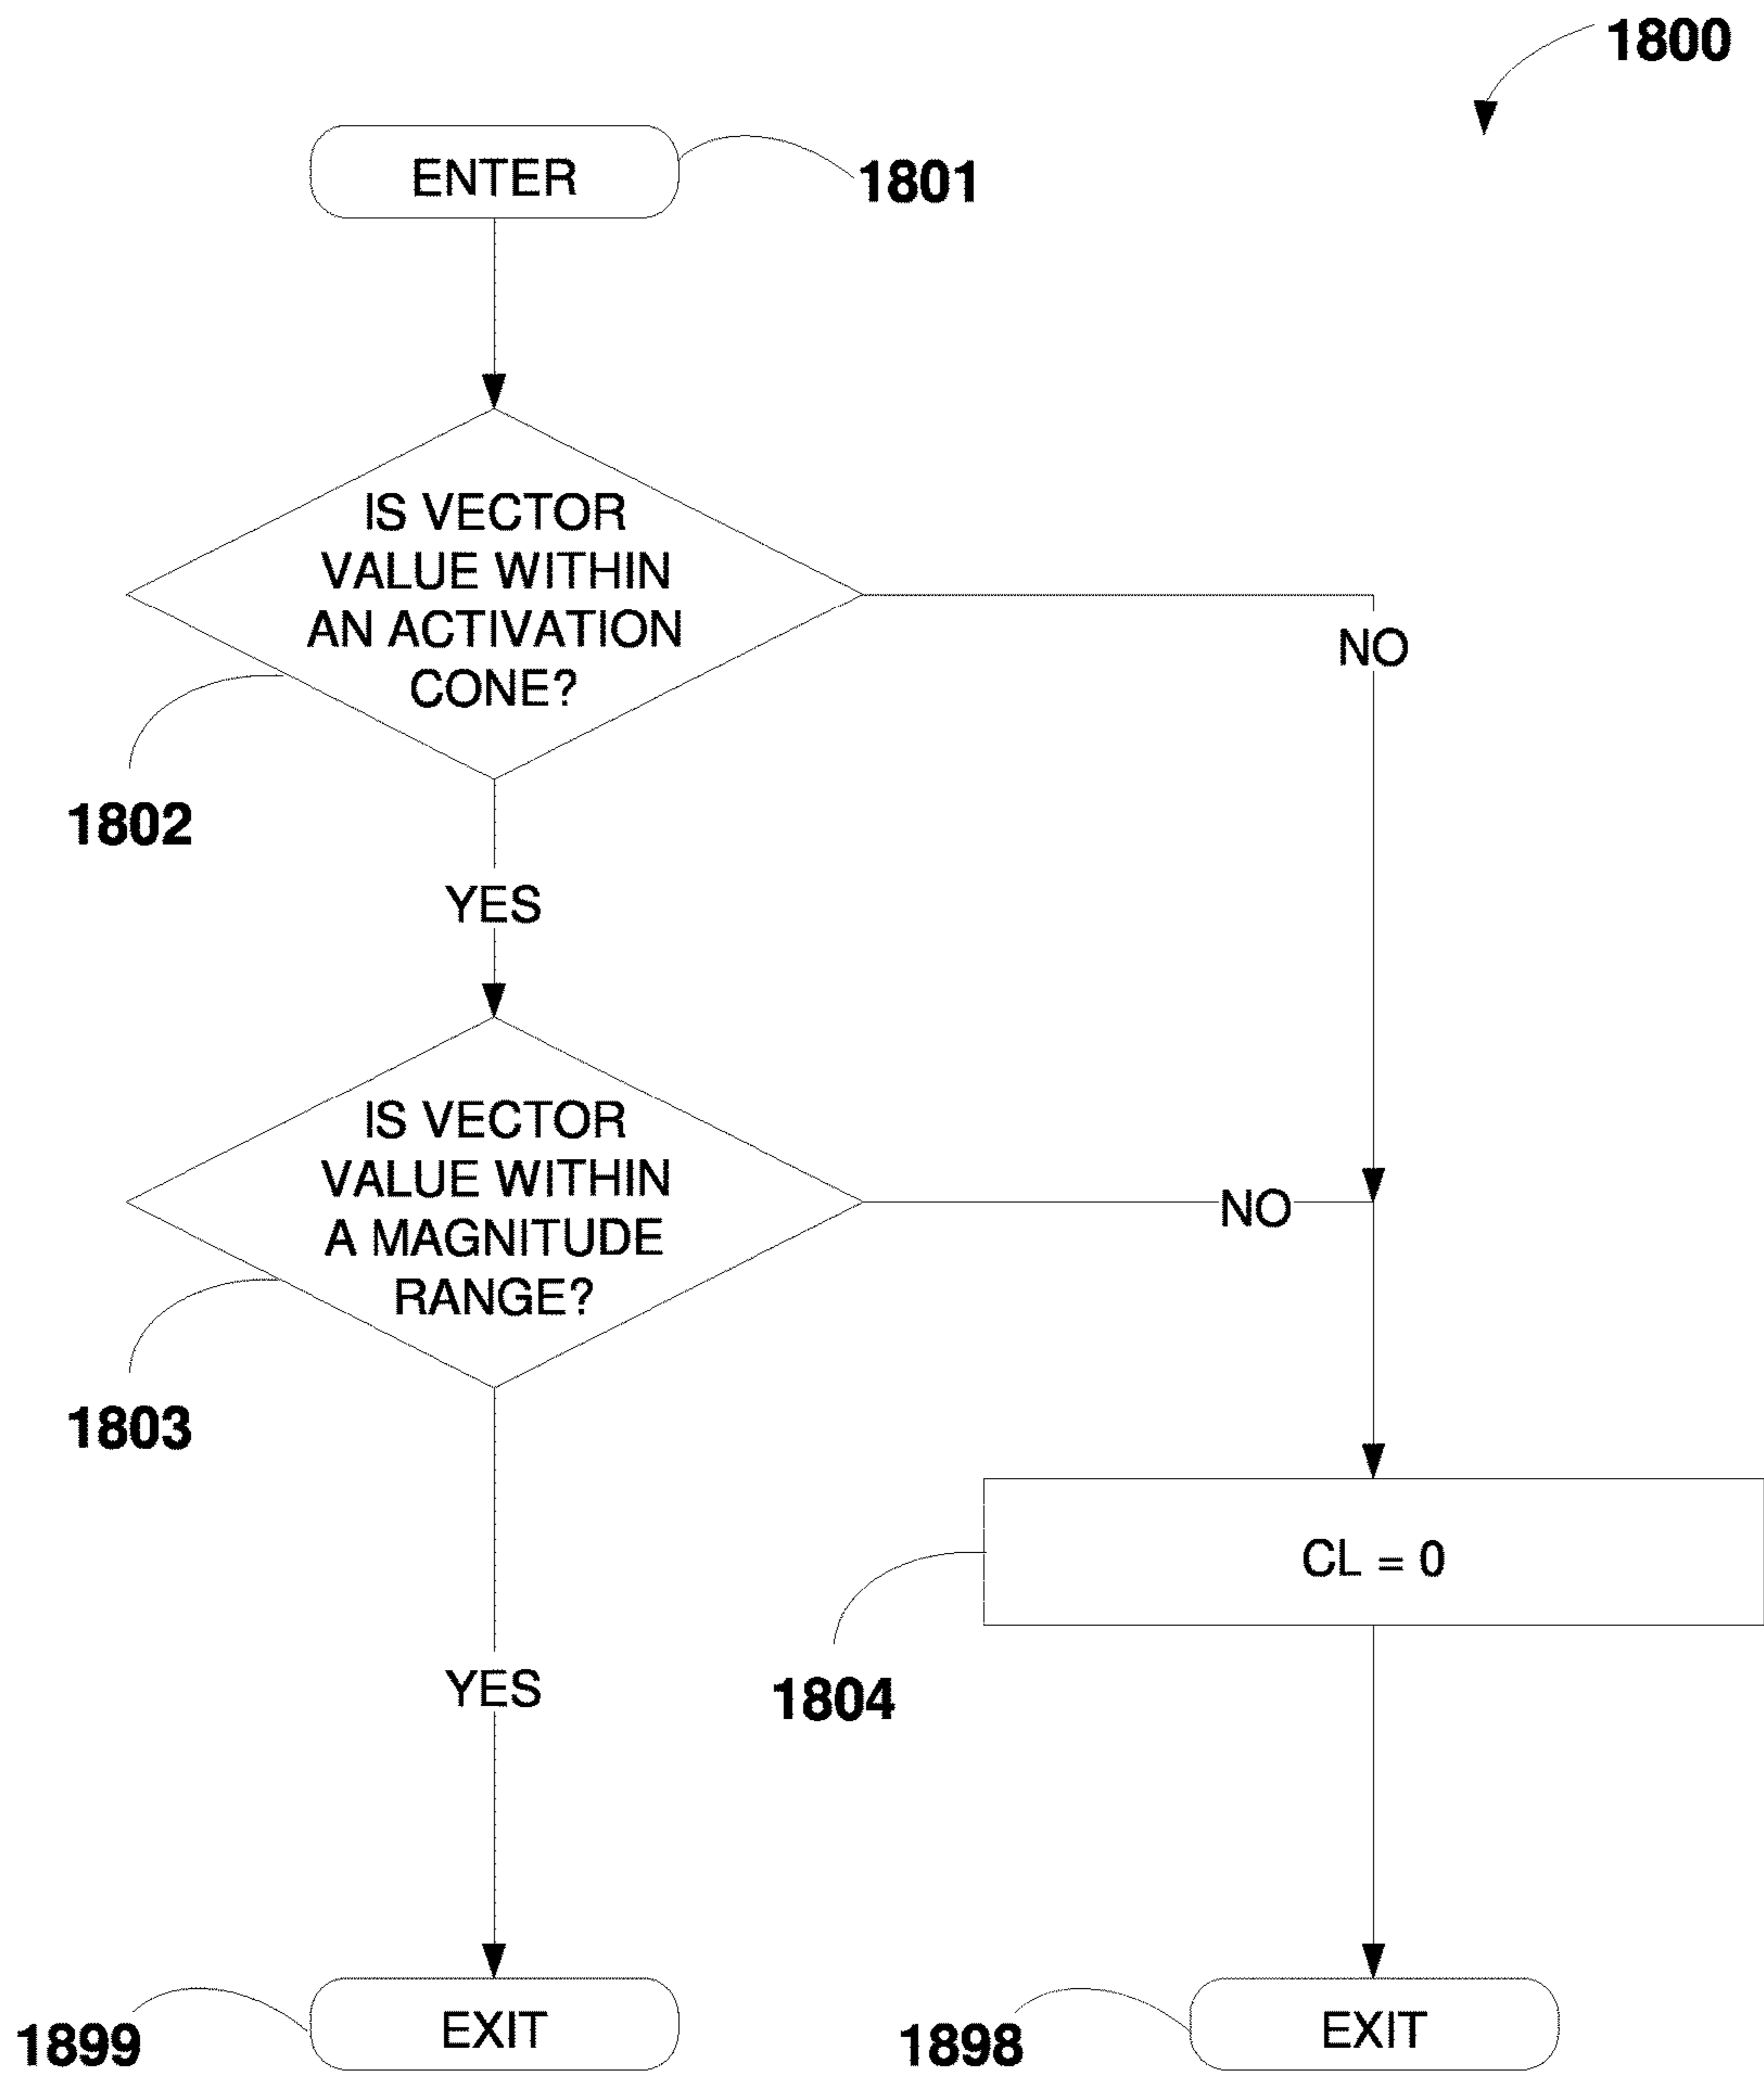 1800
ENTER
1801
IS VECTOR
VALUE WITHIN
AN ACTIVATION
CONE?
NO
1802
YES
IS VECTOR
VALUE WITHIN
A MAGNITUDE
RANGE?
NO
1803
CL = 0
YES
1804
EXIT
EXIT
1899
1898